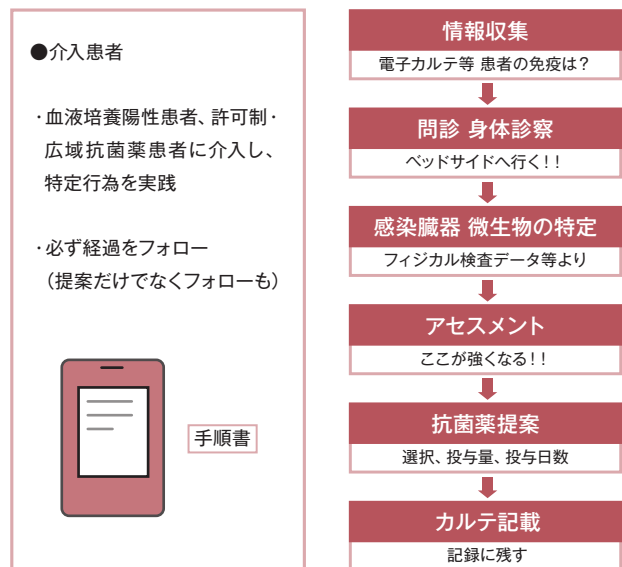 ●介入患者
・血液培養陽性患者、許可制・
広域抗菌薬患者に介入し、
特定行為を実践
・必ず経過をフォロー
（提案だけでなくフォローも）
手順書
情報収集
電子カルテ等 患者の免疫は？
問診 身体診察
ベッドサイドへ行く！！
感染臓器 微生物の特定
フィジカル検査データ等より
アセスメント
ここが強くなる！！
抗菌薬提案
選択、投与量、投与日数
カルテ記載
記録に残す